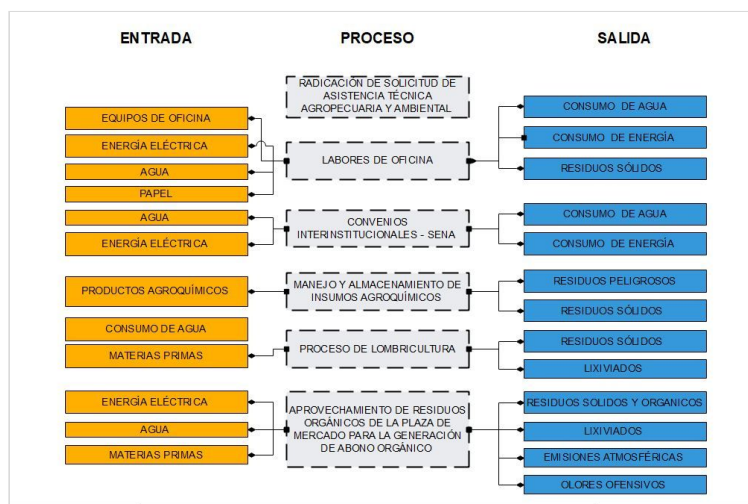 ENTRADA
PROCESO
SALIDA
RADICACIÓN DE SOLICITUD DE
ASISTENCIA TÉCNICA
AGROPECUARIA Y AMBIENTAL
EQUIPOS DE OFICINA
ENERGÍA ELÉCTRICA
AGUA
PAPEL
LABORES DE OFICINA
CONSUMO DE AGUA
CONSUMO DE ENERGÍA
RESIDUOS SÓLIDOS
AGUA
ENERGÍA ELÉCTRICA
CONVENIOS
INTERINSTITUCIONALES - SENA
CONSUMO DE AGUA
CONSUMO DE ENERGÍA
PRODUCTOS AGROQUÍMICOS
MANEJO Y ALMACENAMIENTO DE
INSUMOS AGROQUÍMICOS
RESIDUOS PELIGROSOS
RESIDUOS SÓLIDOS
CONSUMO DE AGUA
MATERIAS PRIMAS
PROCESO DE LOMBRICULTURA
RESIDUOS SÓLIDOS
LIXIVIADOS
ENERGÍA ELÉCTRICA
AGUA
MATERIAS PRIMAS
APROVECHAMIENTO DE RESIDUOS
ORGÁNICOS DE LA PLAZA DE
MERCADO PARA LA GENERACIÓN
DE ABONO ORGÁNICO
RESIDUOS SOLIDOS Y ORGANICOS
LIXIVIADOS
EMISIONES ATMOSFÉRICAS
OLORES OFENSIVOS